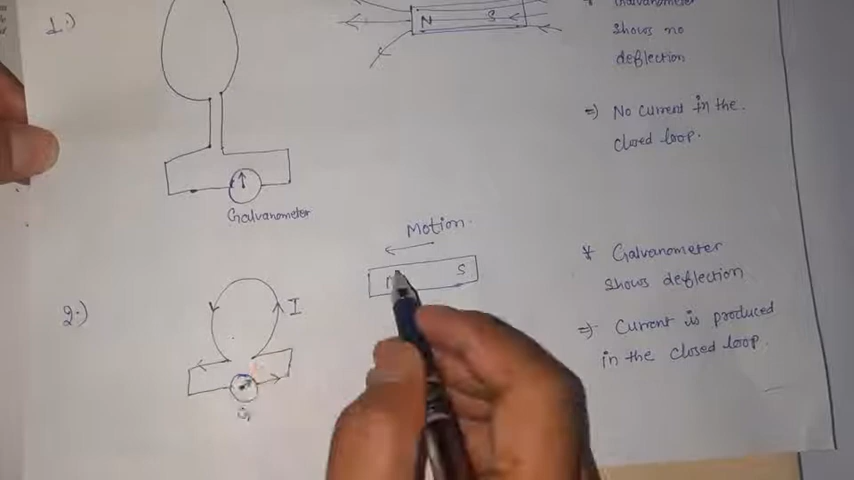 1.)
N S
* Galvanometer
shows no
deflection
=) No current in the
closed loop.
Galvanometer
Motion.
S
2.)
I
G
* Galvanometer
shows deflection
=) Current is produced
in the closed loop.